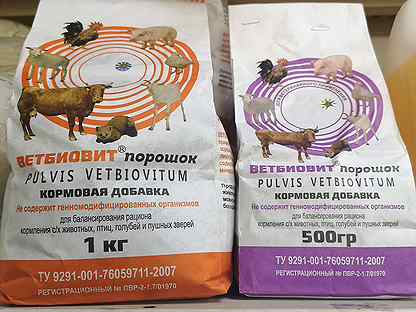 ВЕТБИОВИТ® порошок
PULVIS VETBIOVITUM
КОРМОВАЯ ДОБАВКА
Не содержит генномодифицированных организмов
для балансирования рациона
кормления с/х животных, птиц, голубей и пушных зверей
1 КГ
ТУ 9291-001-76059711-2007
РЕГИСТРАЦИОННЫЙ № ПВР-2-1.7/01970
ВЕТБИОВИТ® порошок
PULVIS VETBIOVITUM
КОРМОВАЯ ДОБАВКА
Не содержит генномодифицированных организмов
для балансирования рациона
кормления с/х животных, птиц, голубей и пушных зверей
500гр
ТУ 9291-001-76059711-2007
РЕГИСТРАЦИОННЫЙ № ПВР-2-1.7/01970